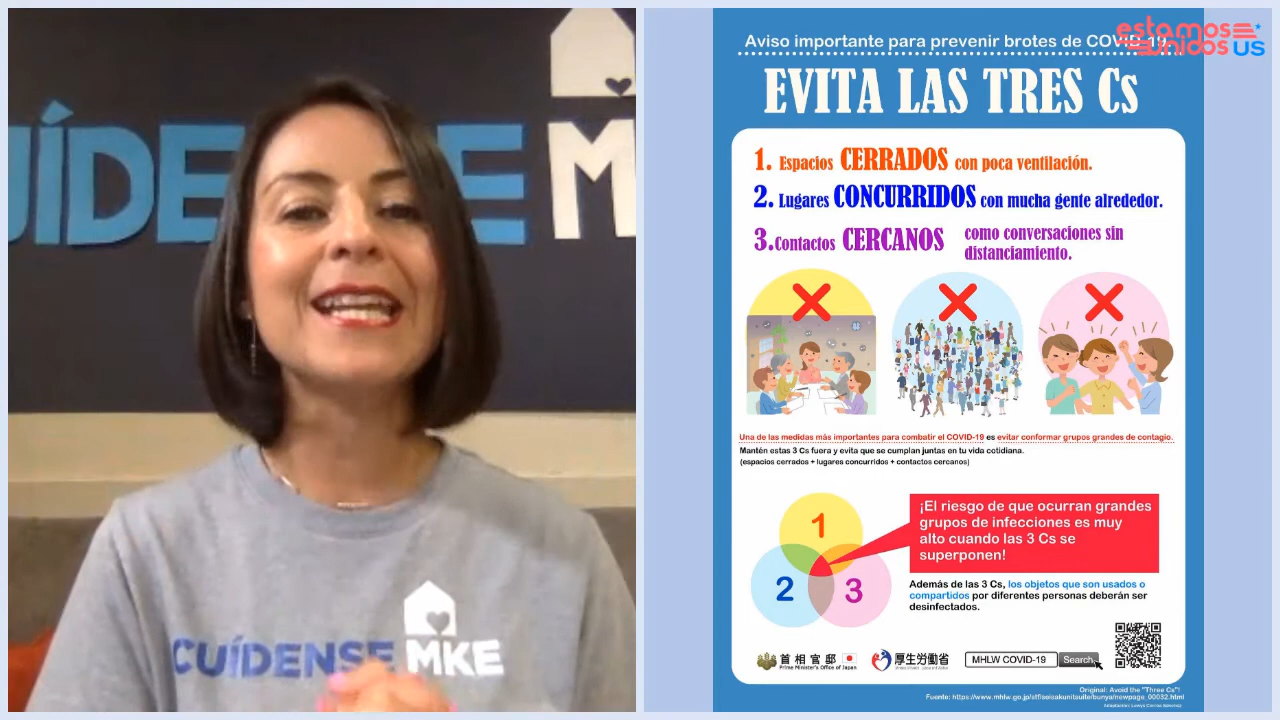 CUÍDENSE
M
CUÍDENSE MKE
estamos
unidos US
Aviso importante para prevenir brotes de COVID-19
EVITA LAS TRES Cs
1. Espacios CERRADOS con poca ventilación.
2. Lugares CONCURRIDOS con mucha gente alrededor.
3. Contactos CERCANOS como conversaciones sin
distanciamiento.
Una de las medidas más importantes para combatir el COVID-19 es evitar conformar grupos grandes de contagio.
Mantén estas 3 Cs fuera y evita que se cumplan juntas en tu vida cotidiana.
(espacios cerrados + lugares concurridos + contactos cercanos)
1
2
3
¡El riesgo de que ocurran grandes
grupos de infecciones es muy
alto cuando las 3 Cs se
superponen!
Además de las 3 Cs, los objetos que son usados o
compartidos por diferentes personas deberán ser
desinfectados.
首相官邸
Prime Minister's Office of Japan
厚生労働省
MHLW COVID-19 Search
Original: Avoid the "Three Cs"!